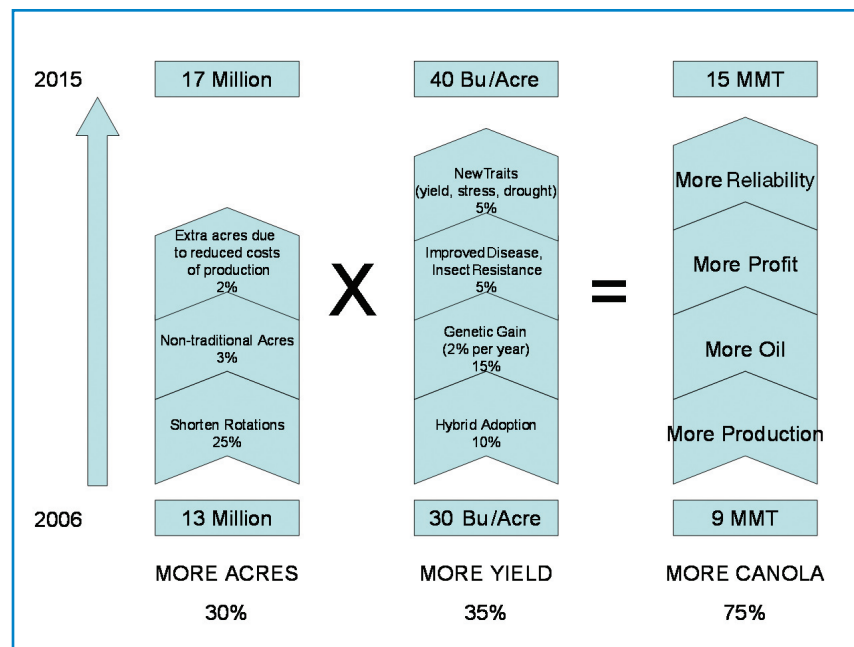 2015
17 Million
40 Bu/Acre
15 MMT
Extra acres due
to reduced costs
of production
2%
Non-traditional Acres
3%
Shorten Rotations
25%
X
NewTraits
(yield, stress, drought)
5%
Improved Disease,
Insect Resistance
5%
Genetic Gain
(2% per year)
15%
Hybrid Adoption
10%
=
More Reliability
More Profit
More Oil
More Production
2006
13 Million
30 Bu/Acre
9 MMT
MORE ACRES
30%
MORE YIELD
35%
MORE CANOLA
75%